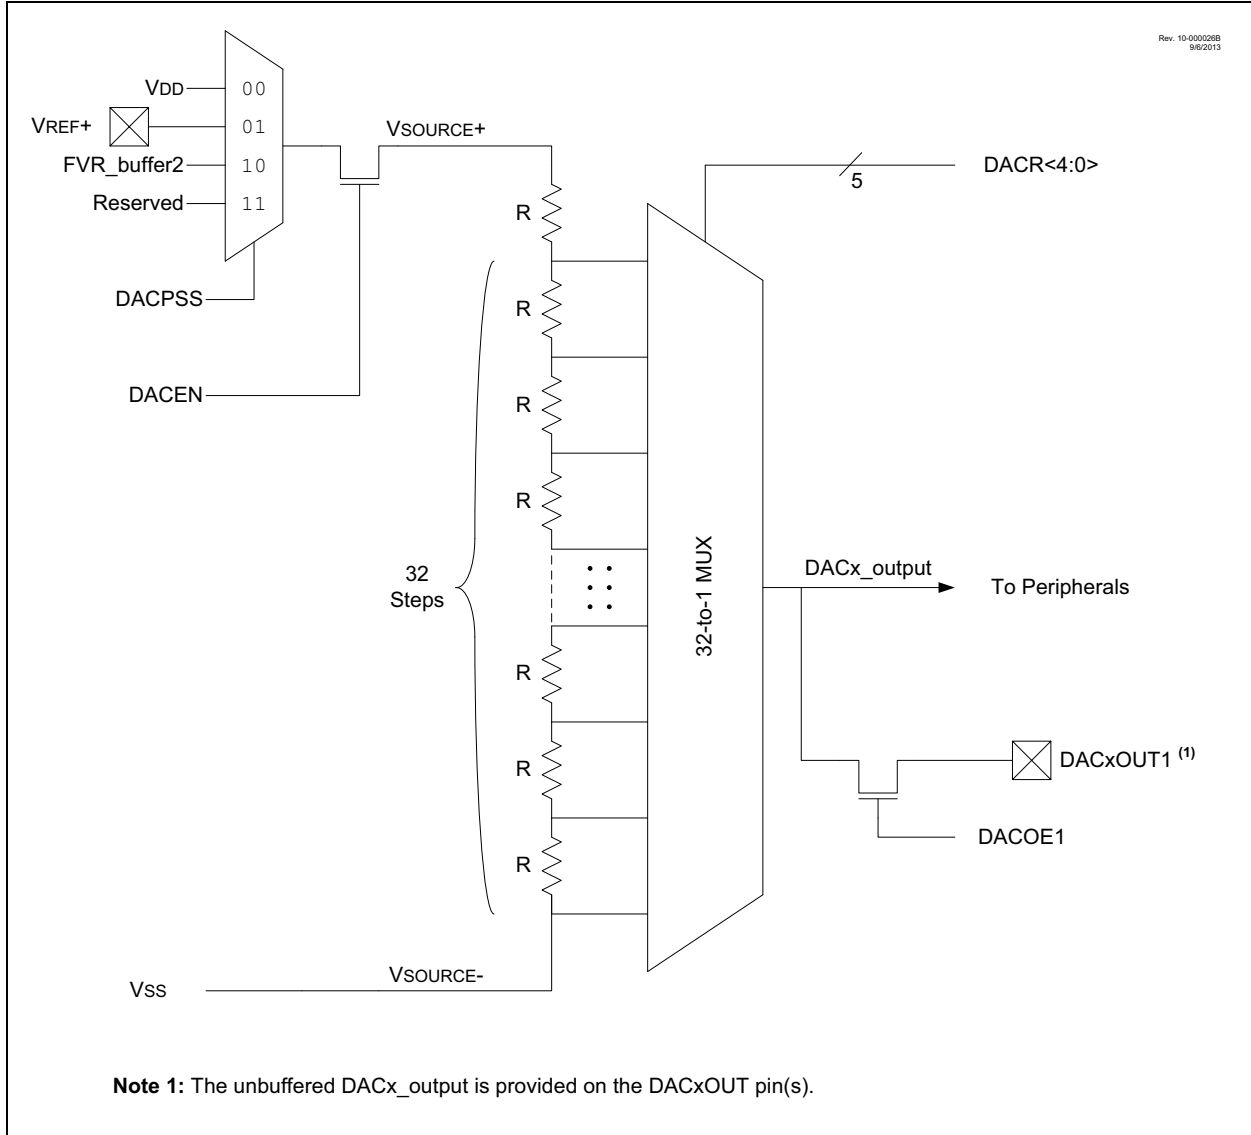 Rev. 10-000026B
9/6/2013
VDD
00
VREF+
01
VSOURCE+
FVR_buffer2
10
DACR<4:0>
5
Reserved
11
R
DACPSS
R
DACEN
R
R
32
Steps
32-to-1 MUX
DACx_output
To Peripherals
R
R
DACxOUT1 (1)
DACOE1
R
VSOURCE-
VSS
Note 1: The unbuffered DACx_output is provided on the DACxOUT pin(s).